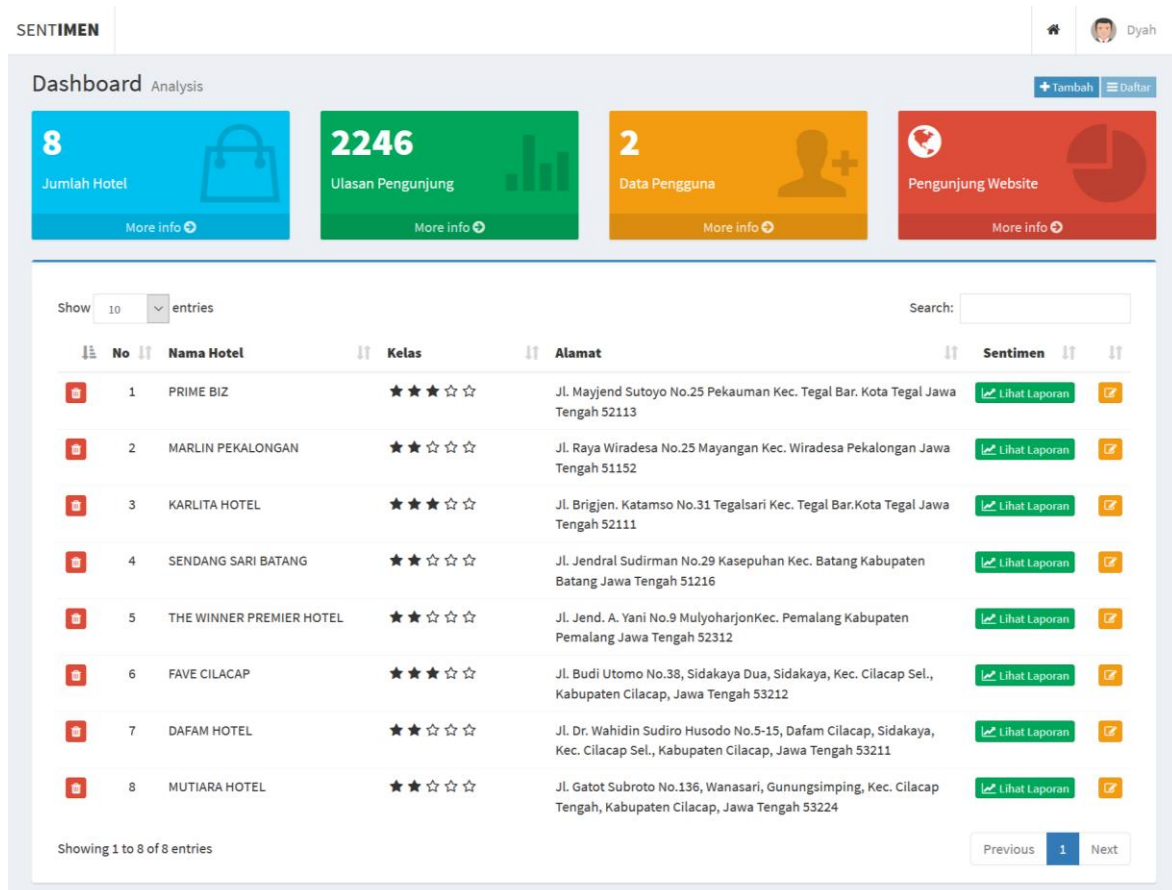 SENTIMEN
Dyah
Dashboard Analysis
Tambah Daftar
8
Jumlah Hotel
More info
2246
Ulasan Pengunjung
More info
2
Data Pengguna
More info
Pengunjung Website
More info
Show 10 entries
Search:
No Nama Hotel Kelas Alamat Sentimen
1 PRIME BIZ Jl. Mayjend Sutoyo No.25 Pekauman Kec. Tegal Bar. Kota Tegal Jawa Lihat Laporan
Tengah 52113
2 MARLIN PEKALONGAN Jl. Raya Wiradesa No.25 Mayangan Kec. Wiradesa Pekalongan Jawa Lihat Laporan
Tengah 51152
3 KARLITA HOTEL Jl. Brigjen. Katamso No.31 Tegalsari Kec. Tegal Bar.Kota Tegal Jawa Lihat Laporan
Tengah 52111
4 SENDANG SARI BATANG Jl. Jendral Sudirman No.29 Kasepuhan Kec. Batang Kabupaten Lihat Laporan
Batang Jawa Tengah 51216
5 THE WINNER PREMIER HOTEL Jl. Jend. A. Yani No.9 MulyoharjonKec. Pemalang Kabupaten Lihat Laporan
Pemalang Jawa Tengah 52312
6 FAVE CILACAP Jl. Budi Utomo No.38, Sidakaya Dua, Sidakaya, Kec. Cilacap Sel., Lihat Laporan
Kabupaten Cilacap, Jawa Tengah 53212
7 DAFAM HOTEL Jl. Dr. Wahidin Sudiro Husodo No.5-15, Dafam Cilacap, Sidakaya, Lihat Laporan
Kec. Cilacap Sel., Kabupaten Cilacap, Jawa Tengah 53211
8 MUTIARA HOTEL Jl. Gatot Subroto No.136, Wanasari, Gunungsimping, Kec. Cilacap Lihat Laporan
Tengah, Kabupaten Cilacap, Jawa Tengah 53224
Showing 1 to 8 of 8 entries
Previous 1 Next